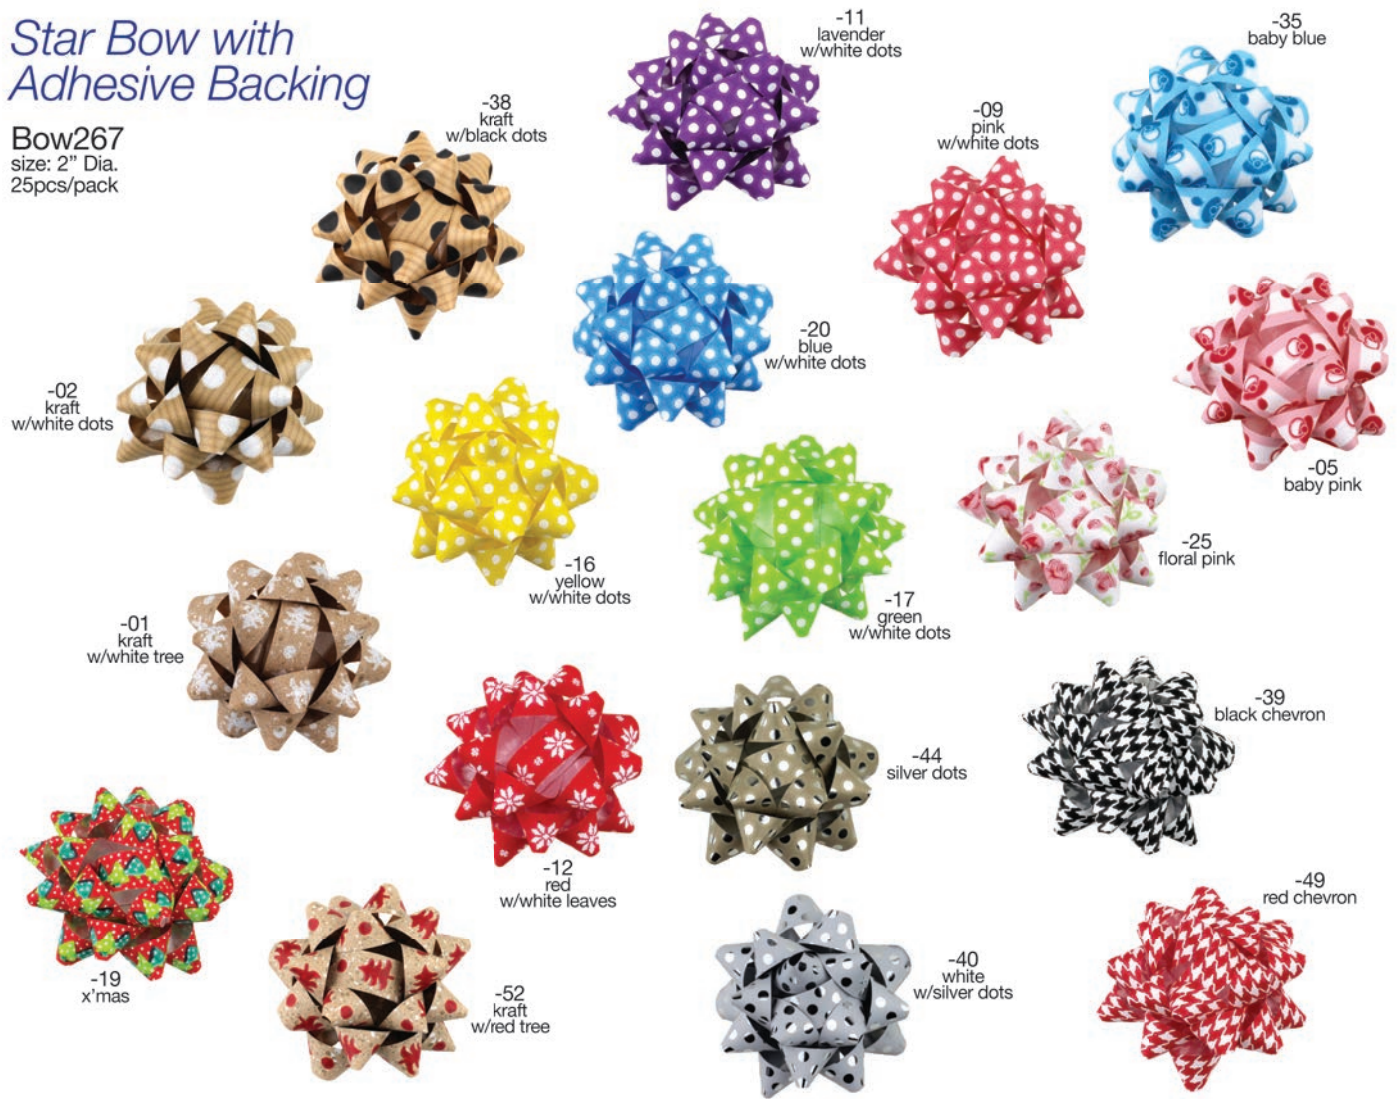 Star Bow with
Adhesive Backing
Bow267
size: 2” Dia.
25pcs/pack
-11
lavender
w/white dots
-35
baby blue
-38
kraft
w/black dots
-09
pink
w/white dots
-20
blue
w/white dots
-02
kraft
w/white dots
-05
baby pink
-16
yellow
w/white dots
-25
floral pink
-17
green
w/white dots
-01
kraft
w/white tree
-39
black chevron
-44
silver dots
-12
red
w/white leaves
-49
red chevron
-19
x'mas
-52
kraft
w/red tree
-40
white
w/silver dots